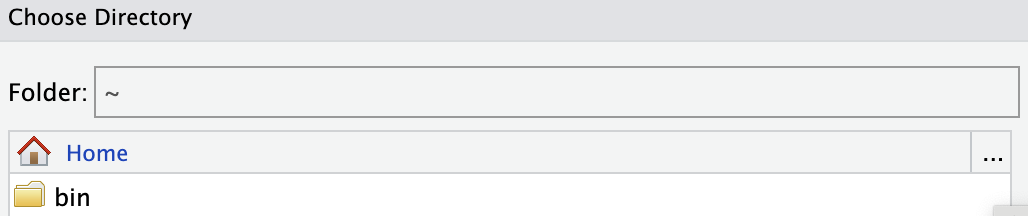 Choose Directory
Folder: ~
Home ...
bin